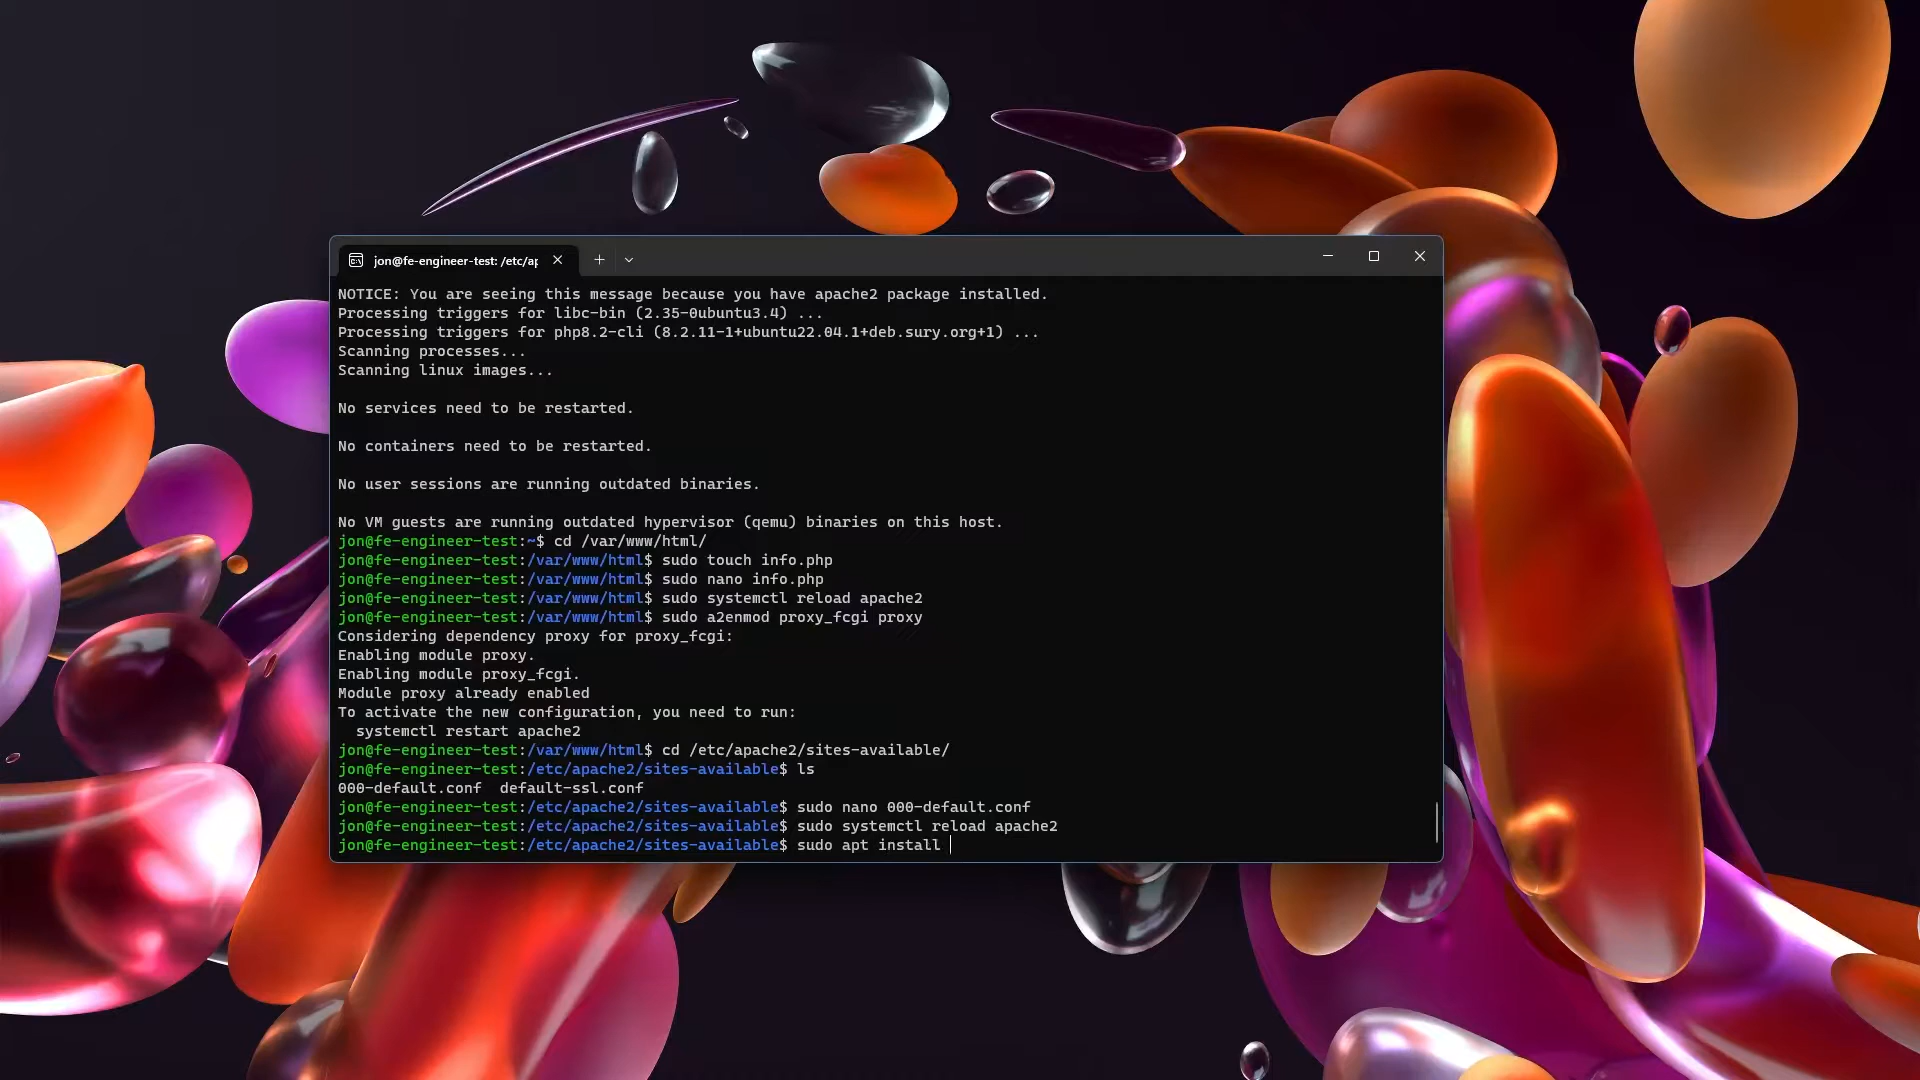 jon@fe-engineer-test: /etc/ap
NOTICE: You are seeing this message because you have apache2 package installed.
Processing triggers for libc-bin (2.35-0ubuntu3.4) ...
Processing triggers for php8.2-cli (8.2.11-1+ubuntu22.04.1+deb.sury.org+1) ...
Scanning processes...
Scanning linux images...
No services need to be restarted.
No containers need to be restarted.
No user sessions are running outdated binaries.
No VM guests are running outdated hypervisor (qemu) binaries on this host.
jon@fe-engineer-test:~$ cd /var/www/html/
jon@fe-engineer-test:/var/www/html$ sudo touch info.php
jon@fe-engineer-test:/var/www/html$ sudo nano info.php
jon@fe-engineer-test:/var/www/html$ sudo systemctl reload apache2
jon@fe-engineer-test:/var/www/html$ sudo a2enmod proxy_fcgi proxy
Considering dependency proxy for proxy_fcgi:
Enabling module proxy.
Enabling module proxy_fcgi.
Module proxy already enabled
To activate the new configuration, you need to run:
  systemctl restart apache2
jon@fe-engineer-test:/var/www/html$ cd /etc/apache2/sites-available/
jon@fe-engineer-test:/etc/apache2/sites-available$ ls
000-default.conf  default-ssl.conf
jon@fe-engineer-test:/etc/apache2/sites-available$ sudo nano 000-default.conf
jon@fe-engineer-test:/etc/apache2/sites-available$ sudo systemctl reload apache2
jon@fe-engineer-test:/etc/apache2/sites-available$ sudo apt install